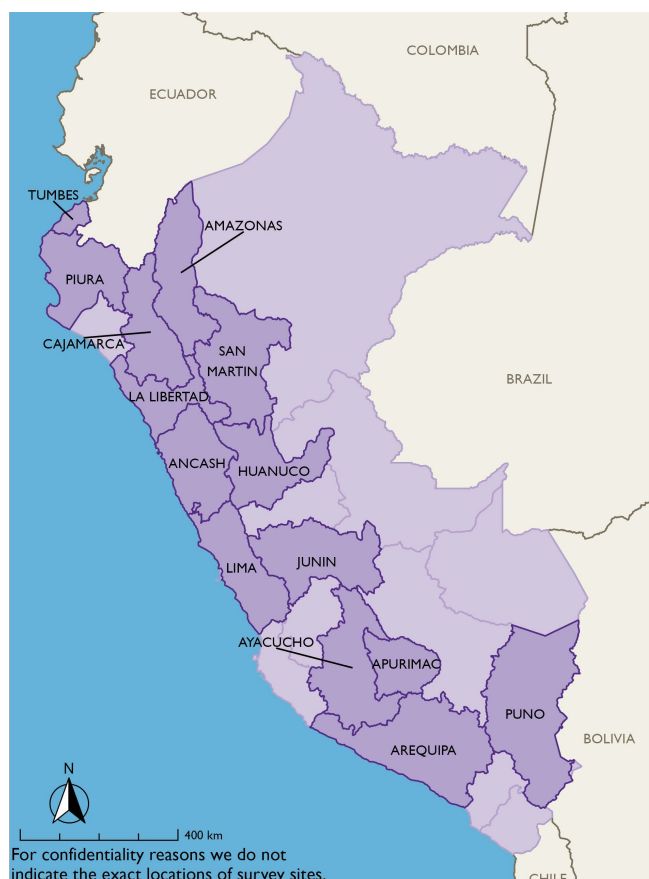 COLOMBIA
ECUADOR
TUMBES
AMAZONAS
PIURA
CAJAMARCA
SAN
MARTIN
BRAZIL
LA LIBERTAD
ANCASH
HUANUCO
LIMA
JUNIN
AYACUCHO
APURIMAC
PUNO
BOLIVIA
AREQUIPA
N
400 km
For confidentiality reasons we do not
indicate the exact locations of survey sites.
CHILE